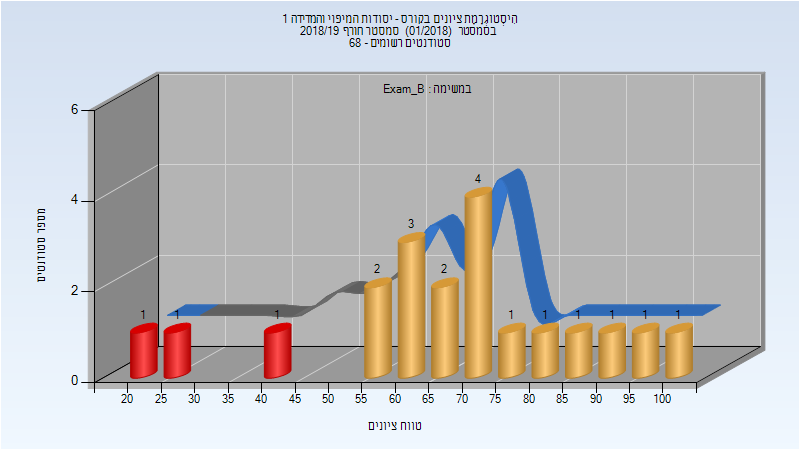 היסטוגרמת ציונים בקורס - יסודות המיפוי והמדידה 1
בסמסטר (01/2018) סמסטר חורף 2018/19
סטודנטים רשומים - 68
במשימה : Exam_B
מספר סטודנטים
6
4
2
0
1 1 1 2 3 2 4 1 1 1 1 1 1
20 25 30 35 40 45 50 55 60 65 70 75 80 85 90 95 100
טווח ציונים